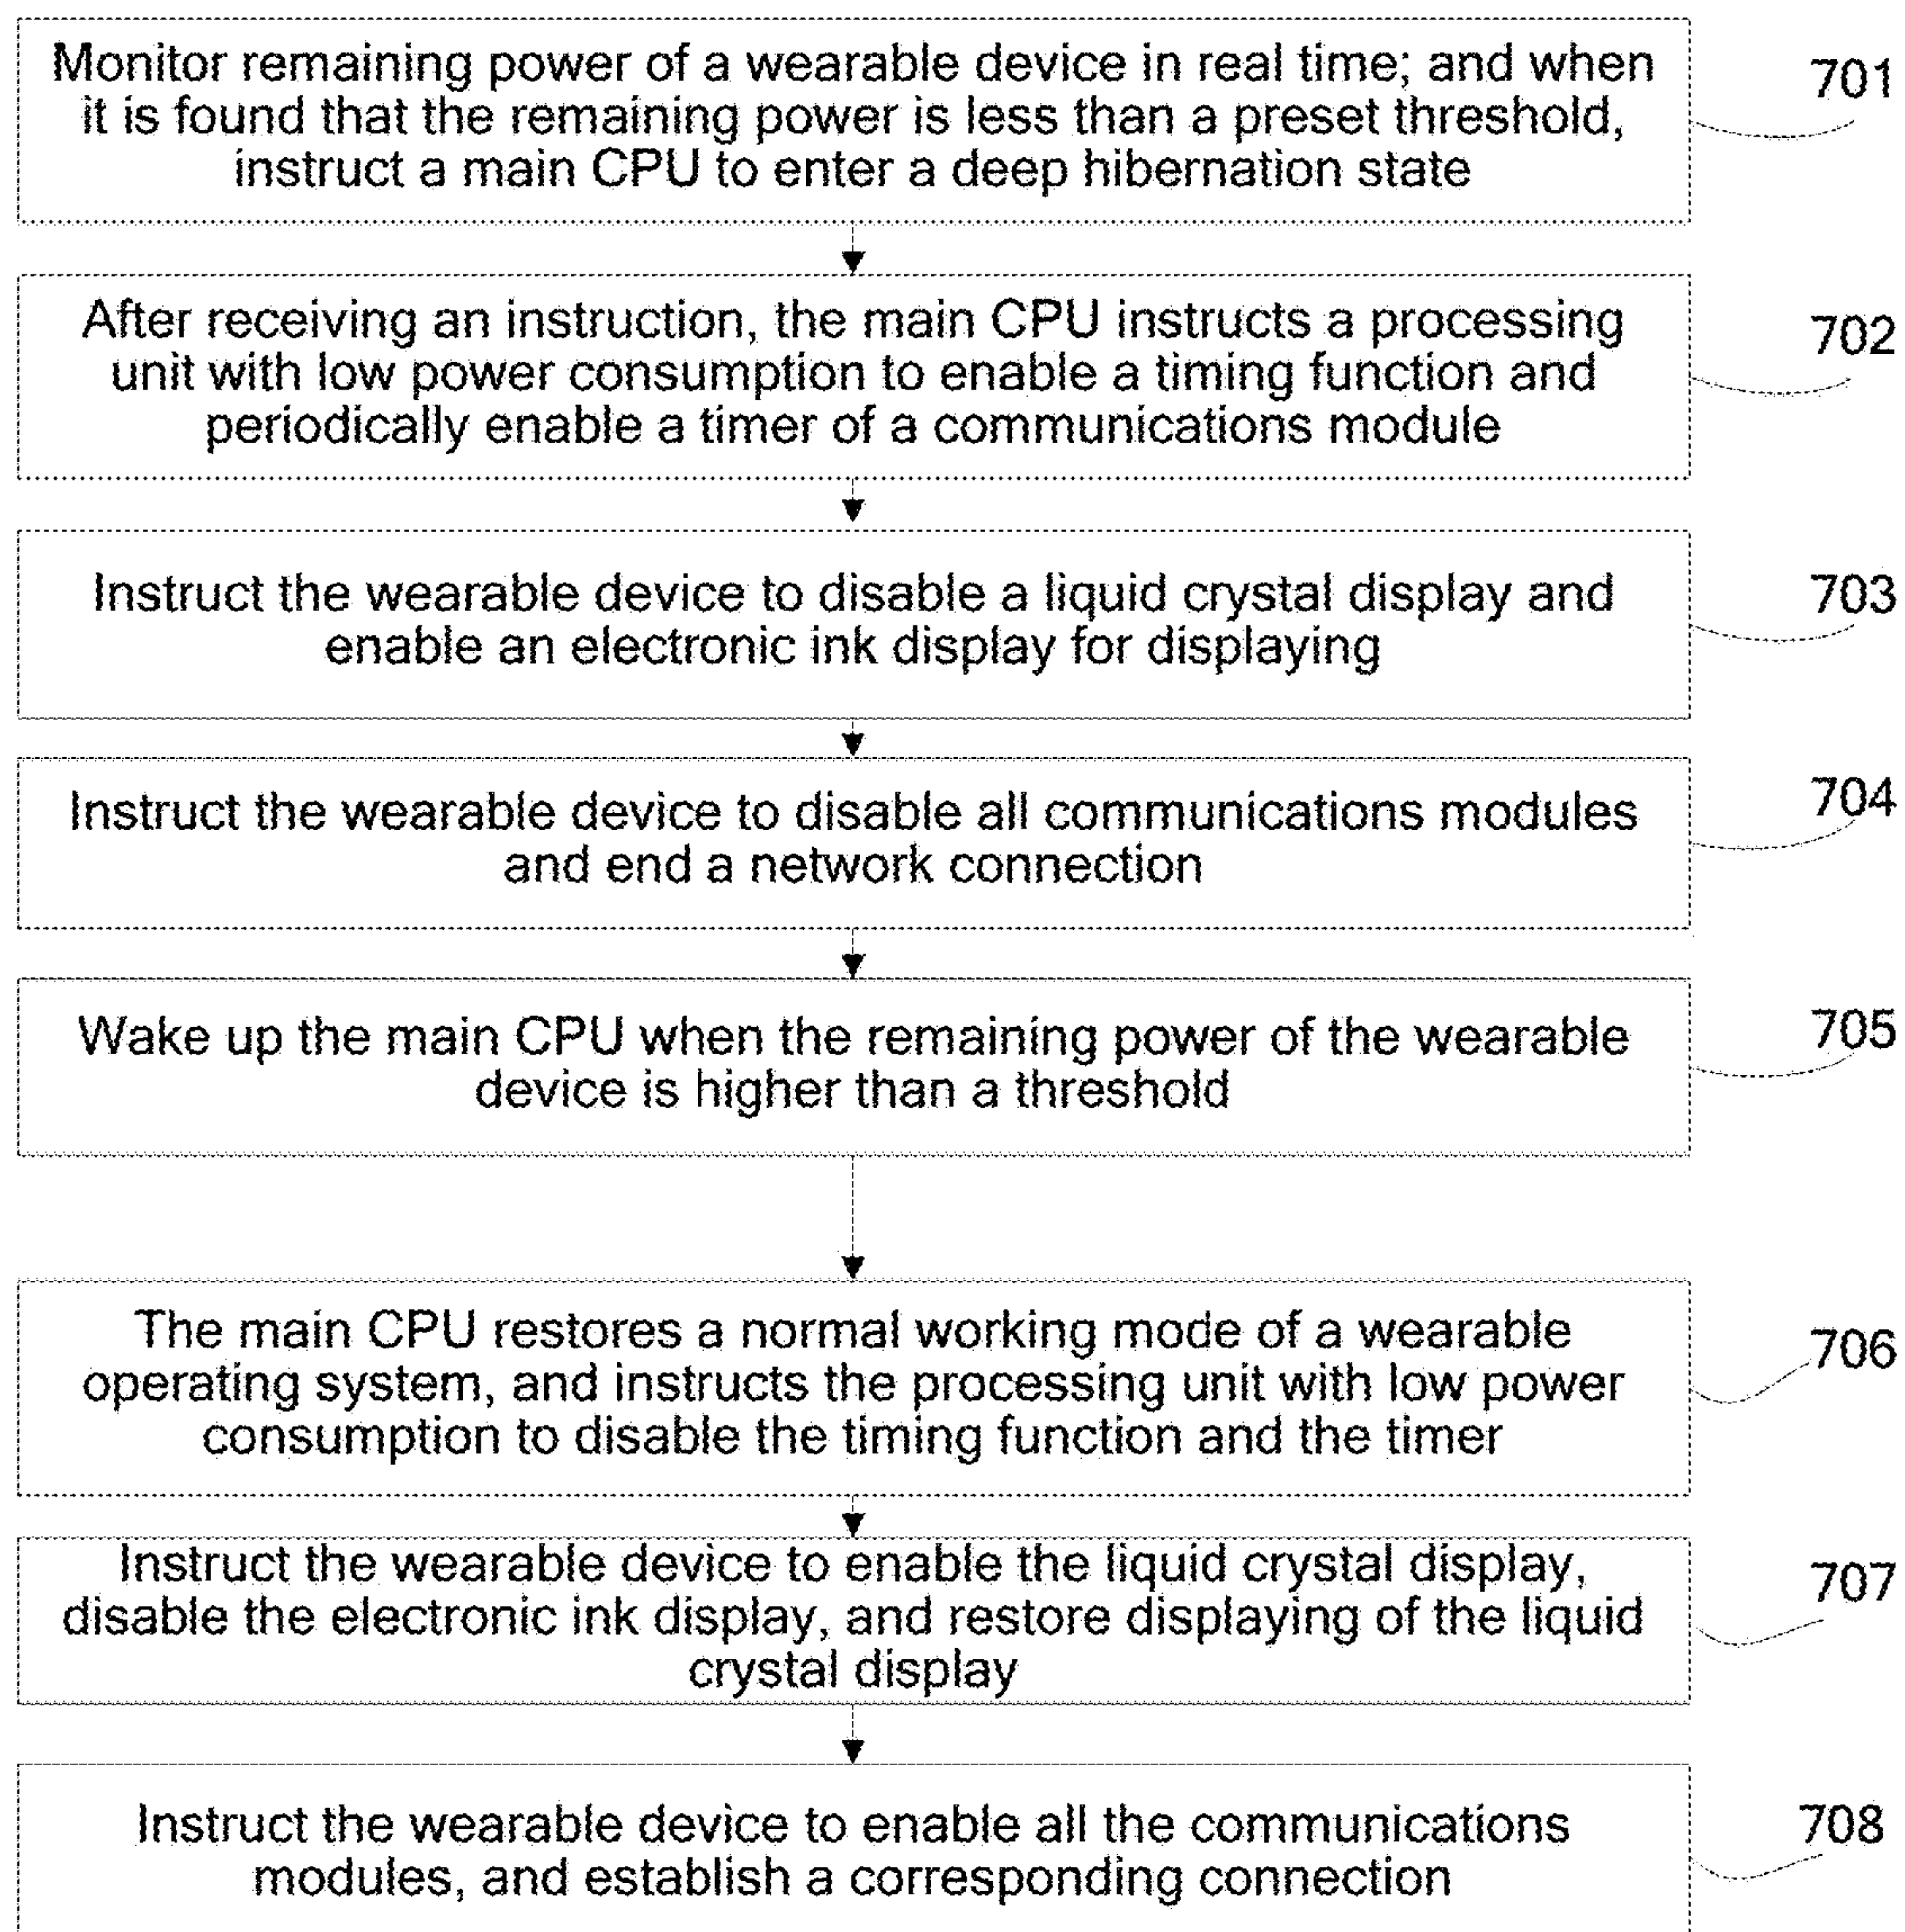 Monitor remaining power of a wearable device in real time; and when
it is found that the remaining power is less than a preset threshold,
instruct a main CPU to enter a deep hibernation state
701
After receiving an instruction, the main CPU instructs a processing
unit with low power consumption to enable a timing function and
periodically enable a timer of a communications module
702
Instruct the wearable device to disable a liquid crystal display and
enable an electronic ink display for displaying
703
Instruct the wearable device to disable all communications modules
and end a network connection
704
Wake up the main CPU when the remaining power of the wearable
device is higher than a threshold
705
The main CPU restores a normal working mode of a wearable
operating system, and instructs the processing unit with low power
consumption to disable the timing function and the timer
706
Instruct the wearable device to enable the liquid crystal display,
disable the electronic ink display, and restore displaying of the liquid
crystal display
707
Instruct the wearable device to enable all the communications
modules, and establish a corresponding connection
708